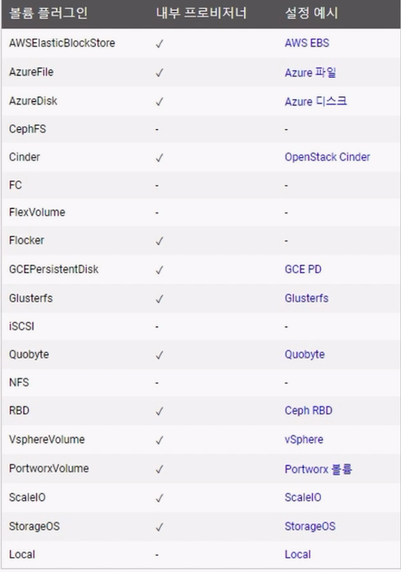 볼륨 플러그인 내부 프로비저너 설정 예시
AWSElasticBlockStore ✓ AWS EBS
AzureFile ✓ Azure 파일
AzureDisk ✓ Azure 디스크
CephFS - -
Cinder ✓ OpenStack Cinder
FC - -
FlexVolume - -
Flocker ✓ -
GCEPersistentDisk ✓ GCE PD
Glusterfs ✓ Glusterfs
iSCSI - -
Quobyte ✓ Quobyte
NFS - -
RBD ✓ Ceph RBD
VsphereVolume ✓ vSphere
PortworxVolume ✓ Portworx 볼륨
ScaleIO ✓ ScaleIO
StorageOS ✓ StorageOS
Local - Local